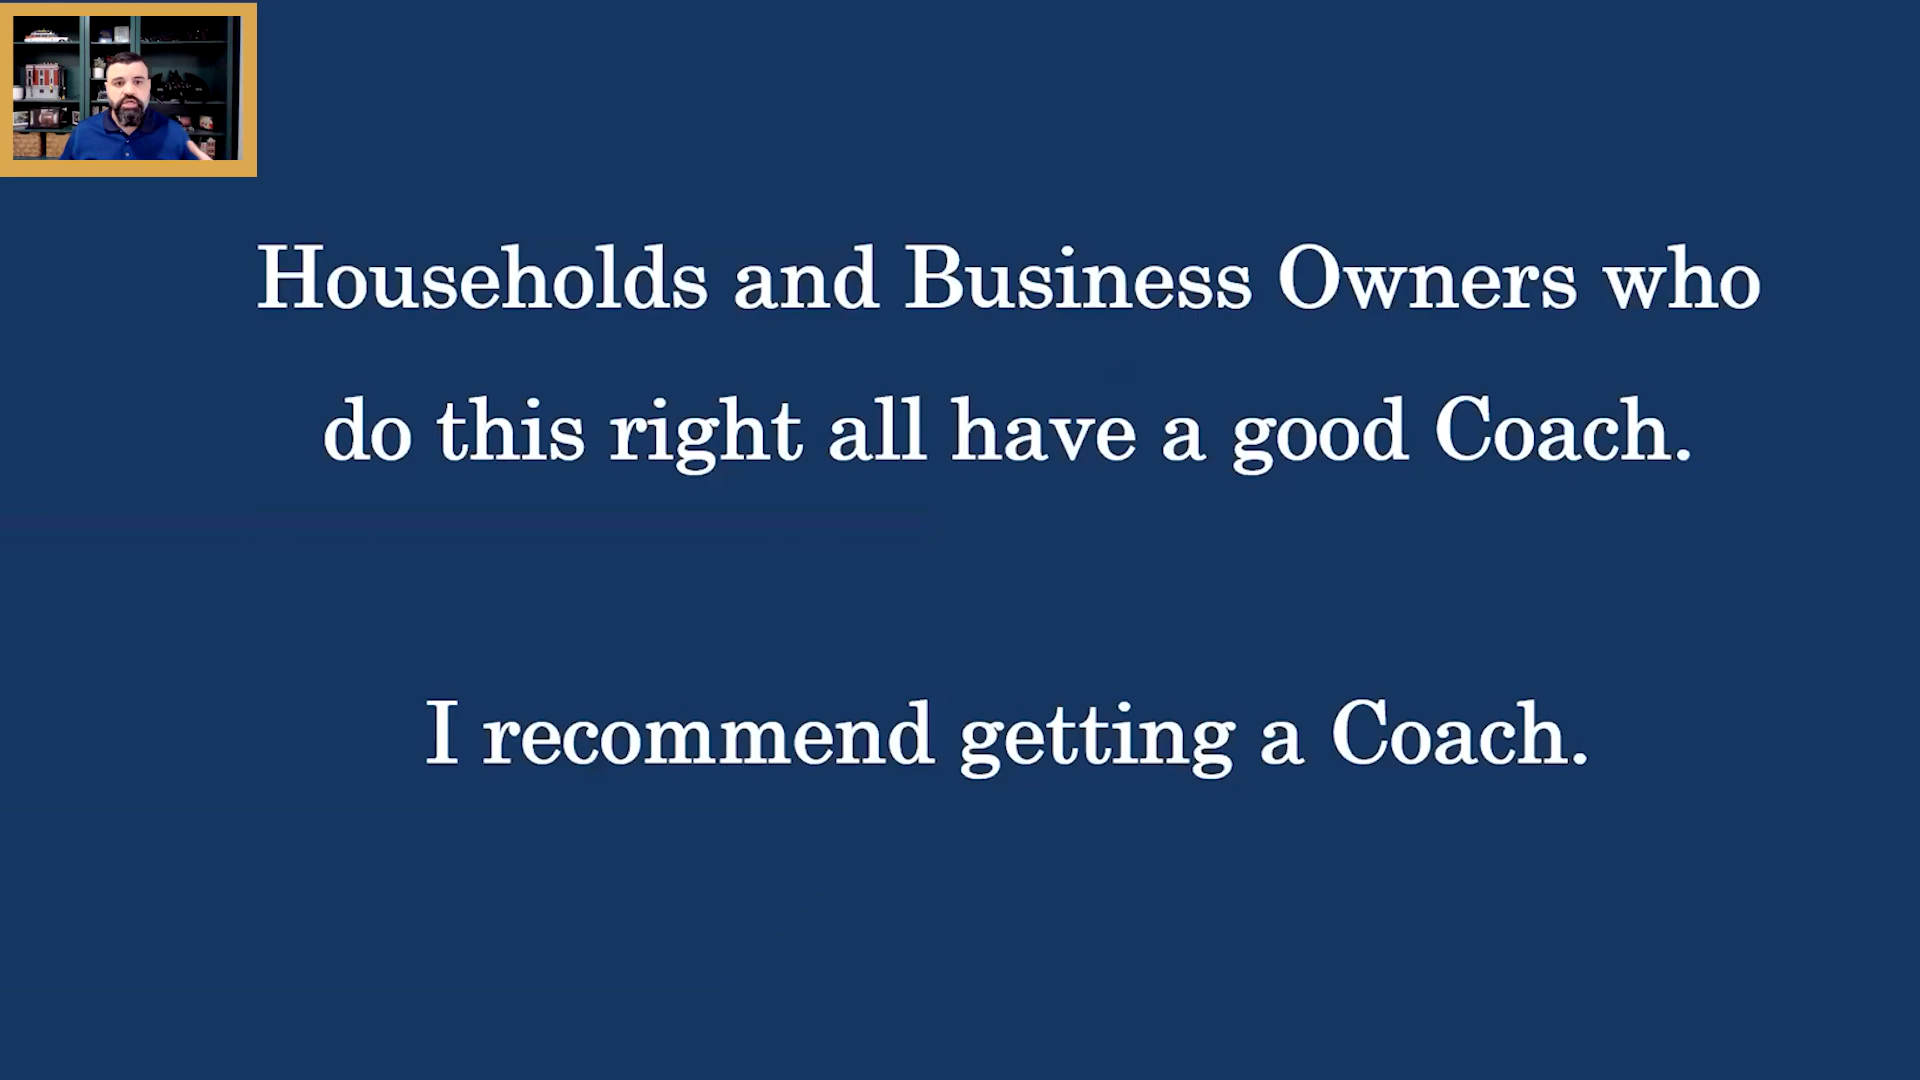 Households and Business Owners who
do this right all have a good Coach.
I recommend getting a Coach.